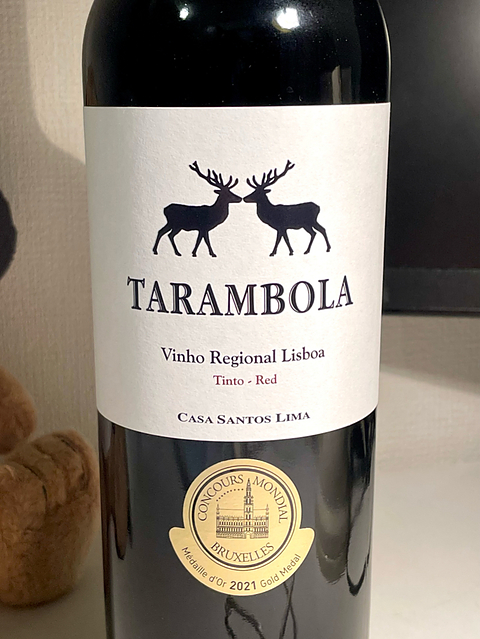 TARAMBOLA
Vinho Regional Lisboa
Tinto - Red
CASA SANTOS LIMA
CONCOURS MONDIAL
BRUXELLES
Médaille d'Or 2021 Gold Medal